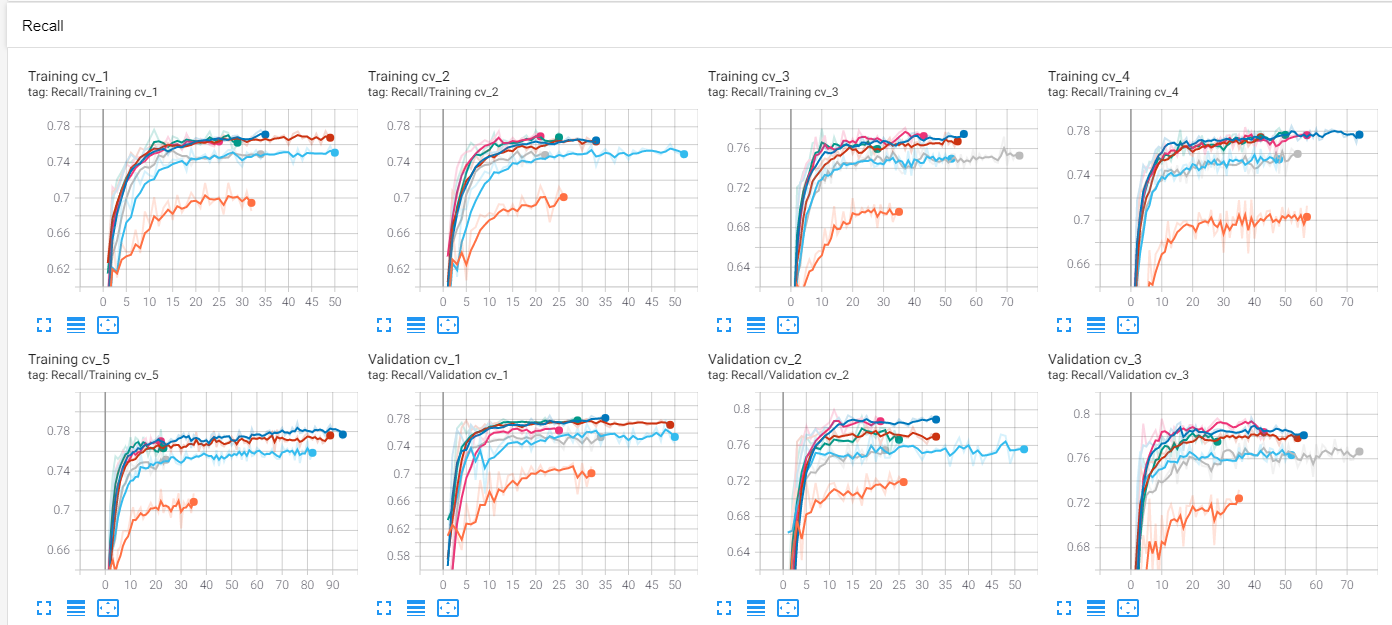 Recall
Training cv_1
tag: Recall/Training cv_1
0.78
0.74
0.7
0.66
0.62
0 5 10 15 20 25 30 35 40 45 50
Training cv_2
tag: Recall/Training cv_2
0.78
0.74
0.7
0.66
0.62
0 5 10 15 20 25 30 35 40 45 50
Training cv_3
tag: Recall/Training cv_3
0.76
0.72
0.68
0.64
0 10 20 30 40 50 60 70
Training cv_4
tag: Recall/Training cv_4
0.78
0.74
0.7
0.66
0 10 20 30 40 50 60 70
Training cv_5
tag: Recall/Training cv_5
0.78
0.74
0.7
0.66
0 10 20 30 40 50 60 70 80 90
Validation cv_1
tag: Recall/Validation cv_1
0.78
0.74
0.7
0.66
0.62
0.58
0 5 10 15 20 25 30 35 40 45 50
Validation cv_2
tag: Recall/Validation cv_2
0.8
0.76
0.72
0.68
0.64
0 5 10 15 20 25 30 35 40 45 50
Validation cv_3
tag: Recall/Validation cv_3
0.8
0.76
0.72
0.68
0 10 20 30 40 50 60 70